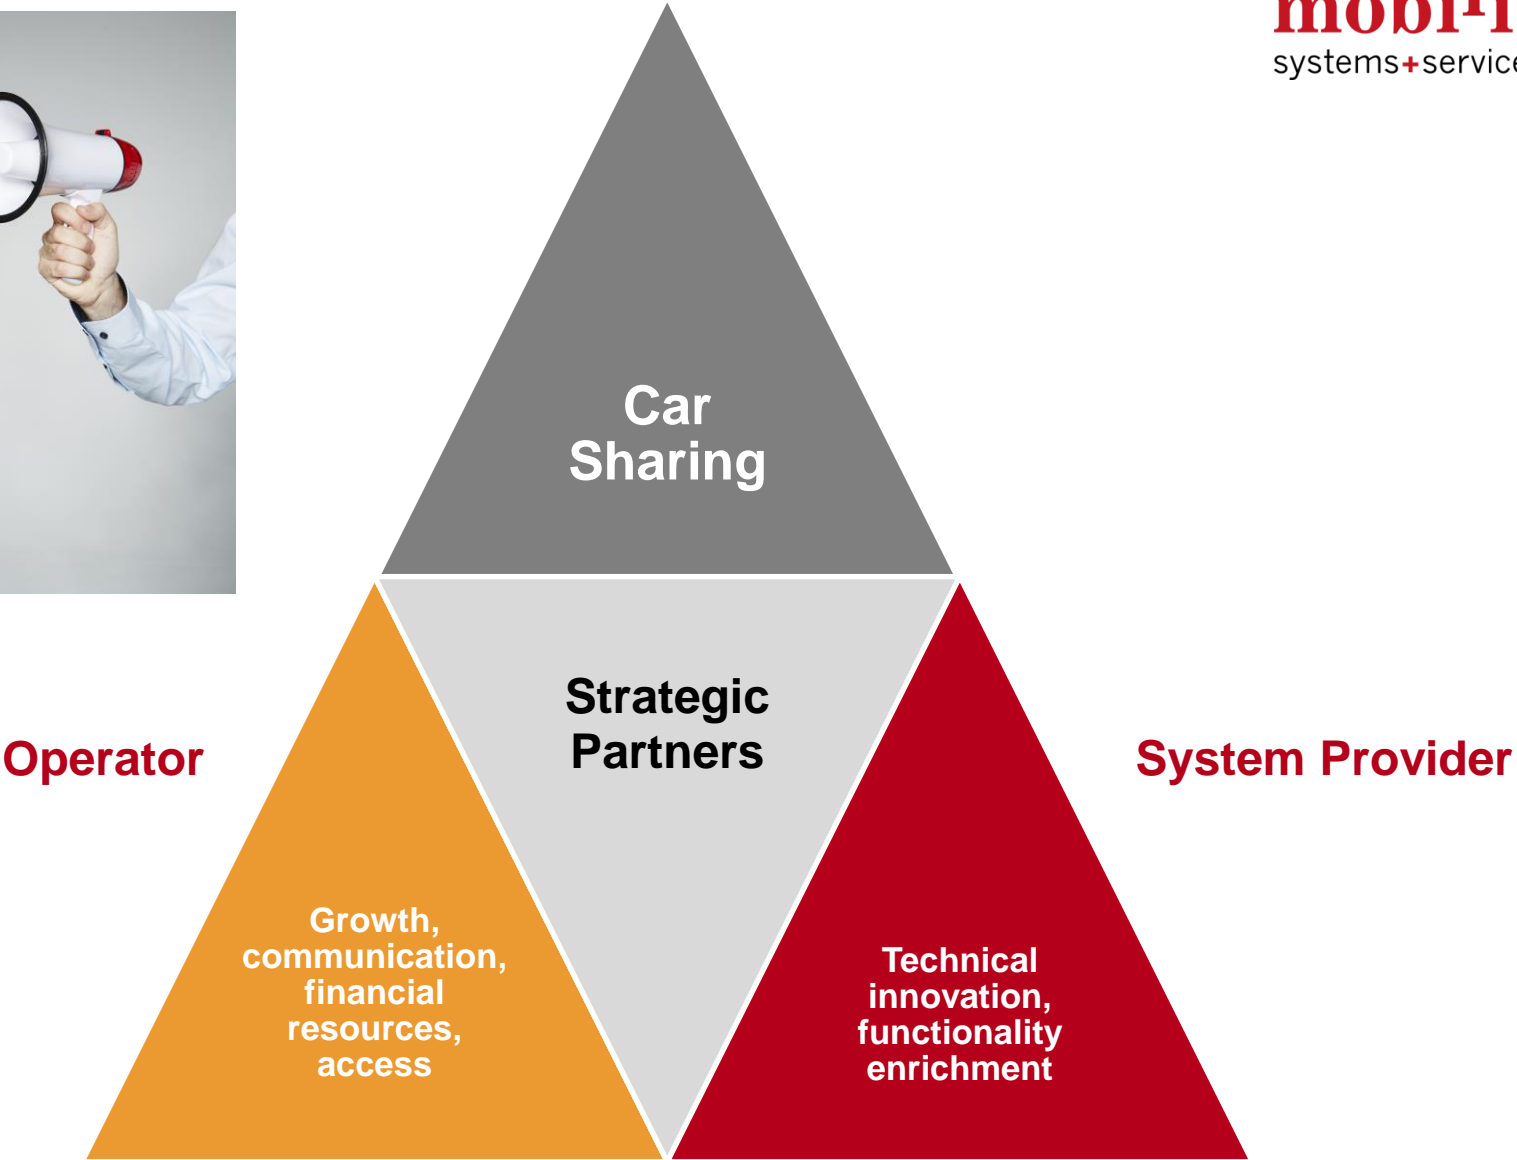 systems+service
Car
Sharing
Strategic
Partners
Operator
System Provider
Growth,
communication,
financial
resources,
access
Technical
innovation,
functionality
enrichment